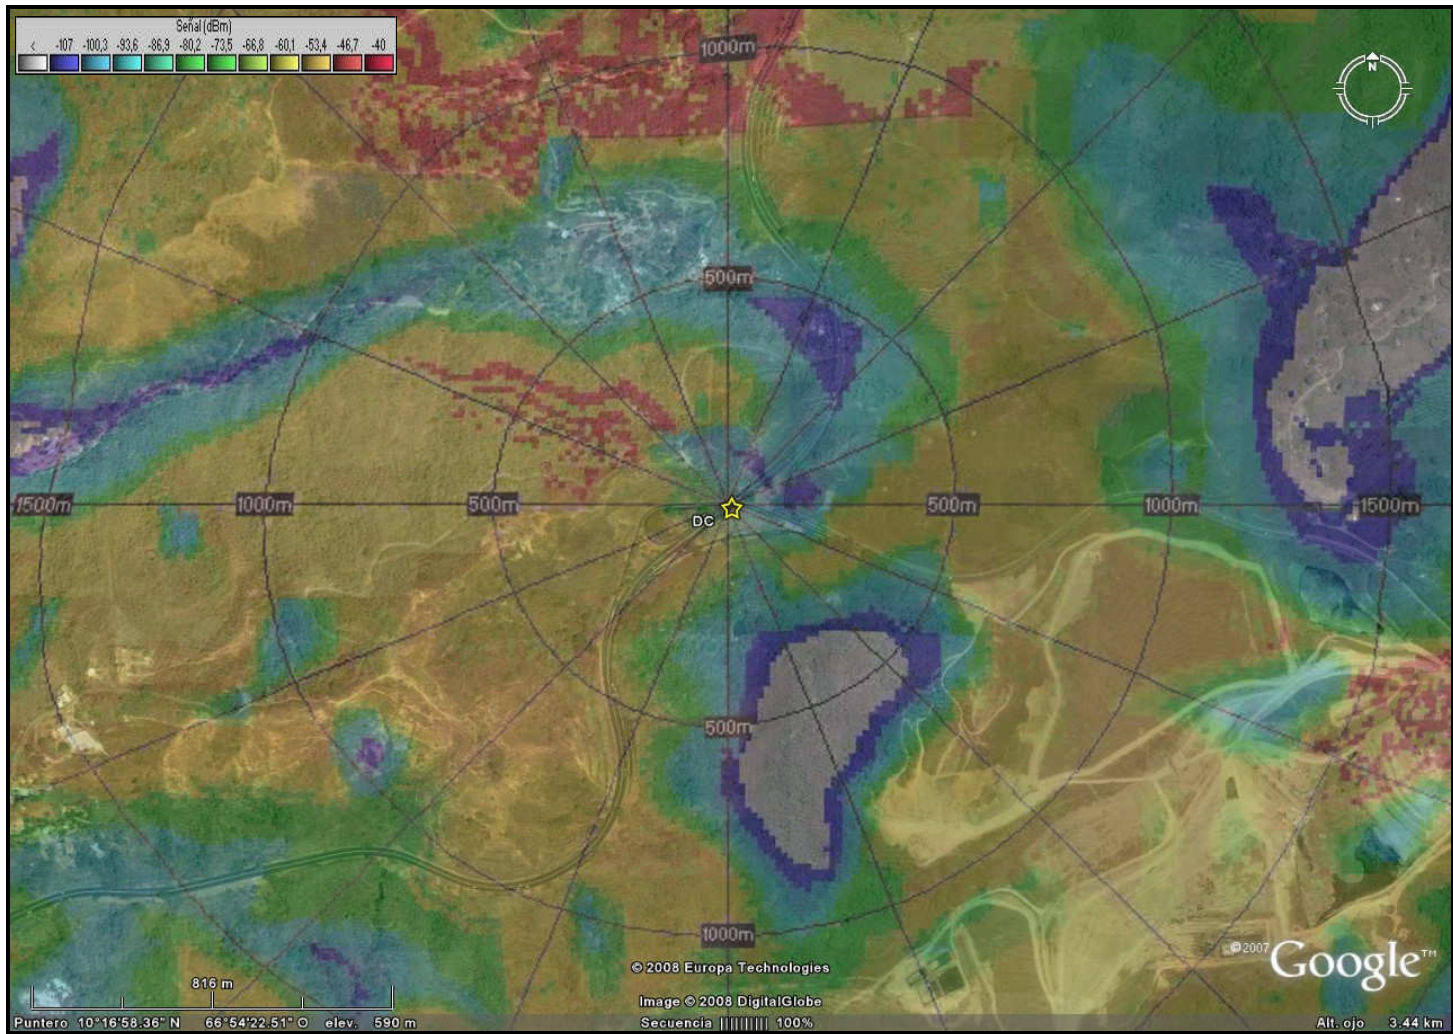 Señal (dBm)
< -107 -100,3 -93,6 -86,9 -80,2 -73,5 -66,8 -60,1 -53,4 -46,7 -40
1000m
N
500m
1500m 1000m 500m 500m 1000m 1500m
DC
500m
1000m
©2007 Google™
© 2008 Europa Technologies
816 m
Image © 2008 DigitalGlobe
Puntero 10°16'58.36" N 66°54'22.51" O elev. 590 m Secuencia |||||||||| 100% Alt. ojo 3.44 km